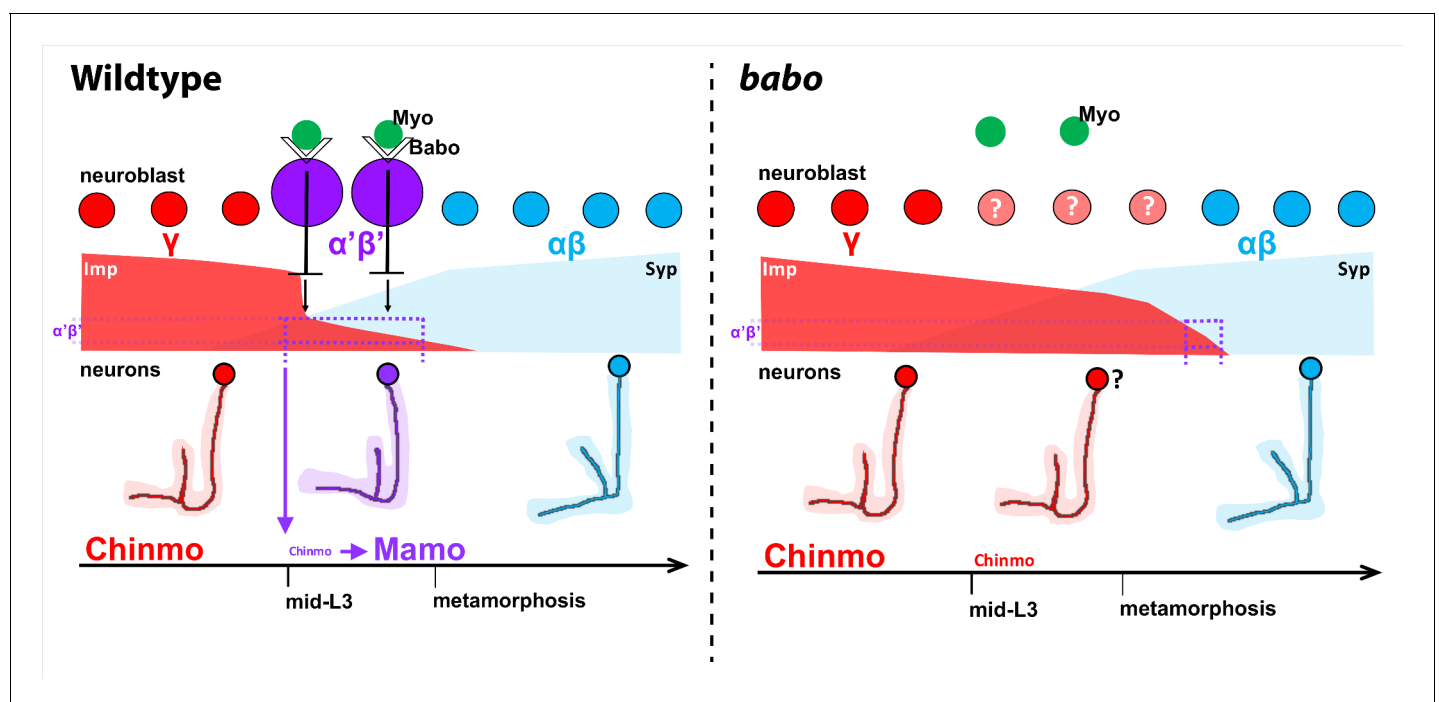 Wildtype
Myo
Babo
neuroblast
γ
α'β'
αβ
Imp
Syp
α'β'
neurons
Chinmo
Chinmo
Mamo
mid-L3
metamorphosis
babo
Myo
neuroblast
?
?
?
γ
αβ
Imp
Syp
α'β'
neurons
?
Chinmo
Chinmo
mid-L3
metamorphosis